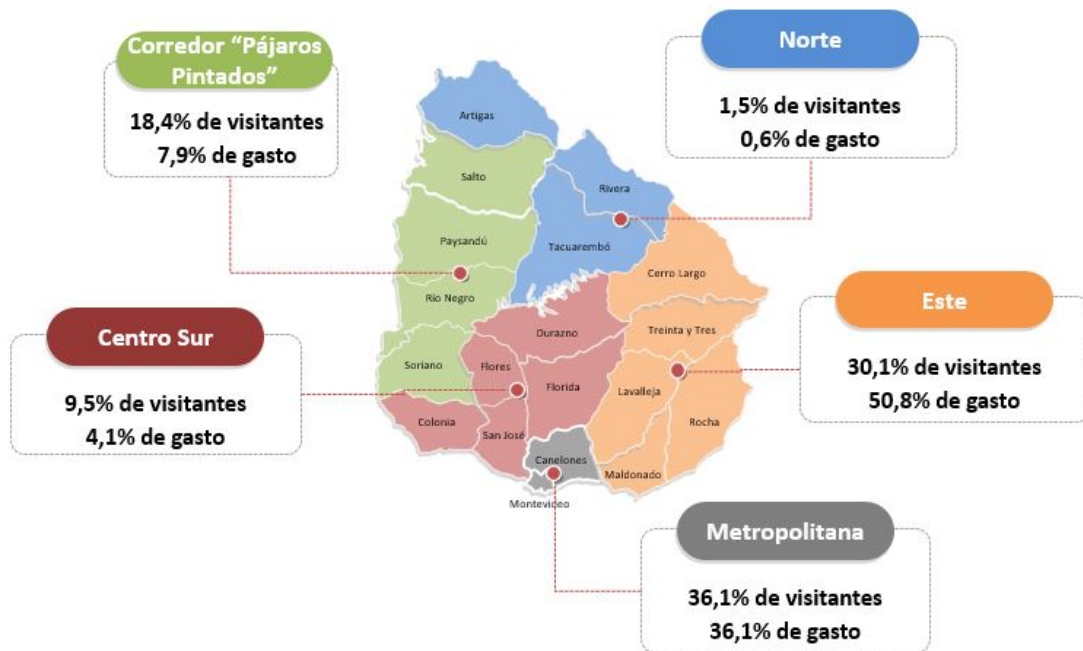 Corredor “Pájaros
Pintados”
18,4% de visitantes
7,9% de gasto
Norte
1,5% de visitantes
0,6% de gasto
Artigas
Salto
Rivera
Paysandú
Tacuarembó
Cerro Largo
Río Negro
Centro Sur
9,5% de visitantes
4,1% de gasto
Durazno
Treinta y Tres
Este
30,1% de visitantes
50,8% de gasto
Soriano
Flores
Florida
Lavalleja
Colonia
San José
Rocha
Canelones
Maldonado
Montevideo
Metropolitana
36,1% de visitantes
36,1% de gasto